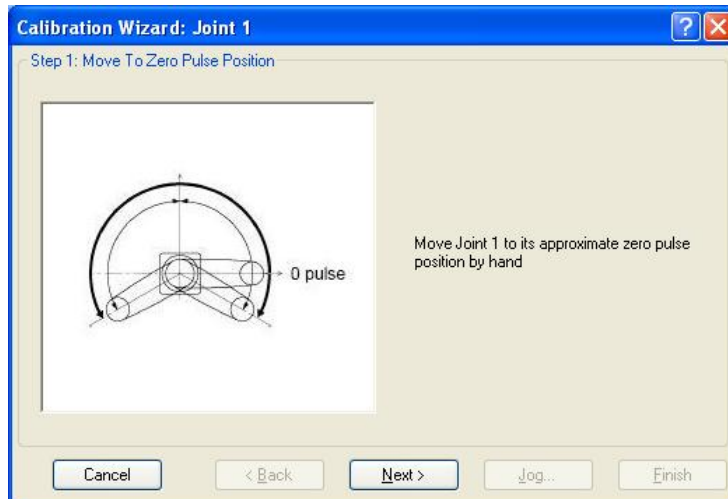 Calibration Wizard: Joint 1
Step 1: Move To Zero Pulse Position
0 pulse
Move Joint 1 to its approximate zero pulse
position by hand
Cancel
< Back
Next >
Jog...
Finish